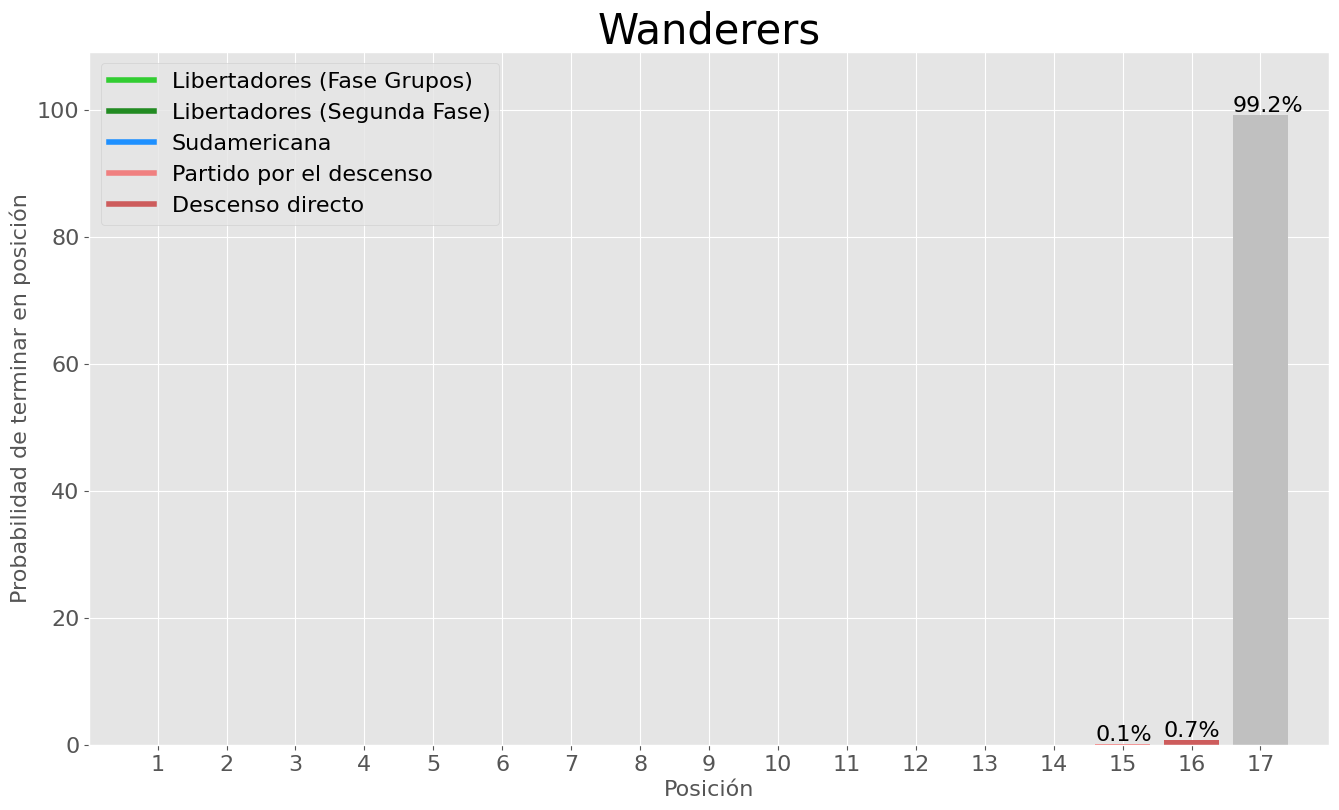 Wanderers
Libertadores (Fase Grupos)
Libertadores (Segunda Fase)
Sudamericana
Partido por el descenso
Descenso directo
Probabilidad de terminar en posición
100
80
60
40
20
0
99.2%
0.1%
0.7%
1 2 3 4 5 6 7 8 9 10 11 12 13 14 15 16 17
Posición